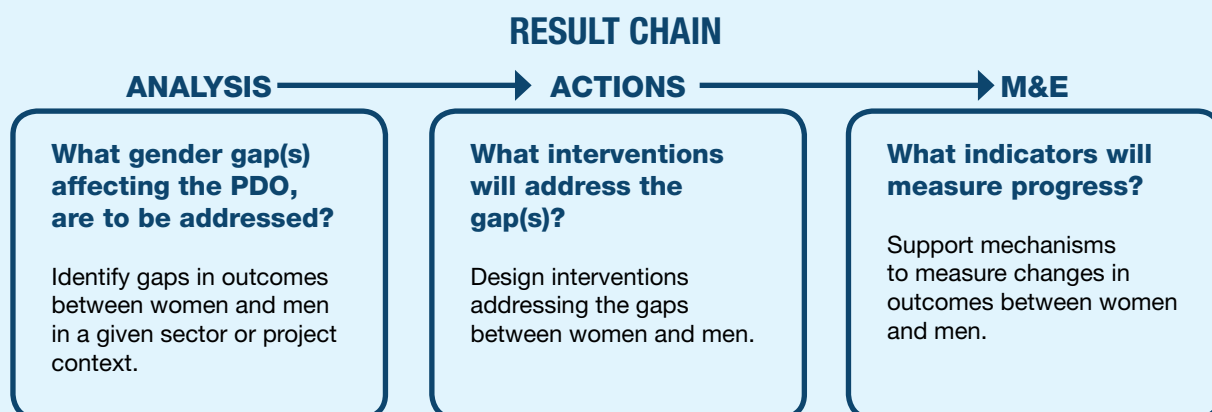 RESULT CHAIN
ANALYSIS
ACTIONS
M&E
What gender gap(s)
affecting the PDO,
are to be addressed?
Identify gaps in outcomes
between women and men
in a given sector or project
context.
What interventions
will address the
gap(s)?
Design interventions
addressing the gaps
between women and men.
What indicators will
measure progress?
Support mechanisms
to measure changes in
outcomes between women
and men.